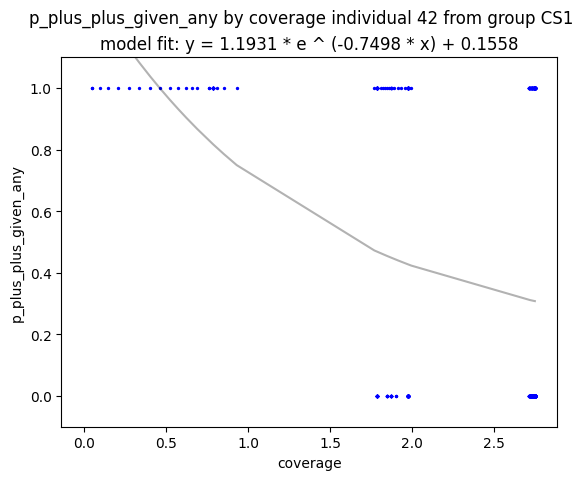 p_plus_plus_given_any by coverage individual 42 from group CS1
model fit: y = 1.1931 * e ^ (-0.7498 * x) + 0.1558
1.0
0.8
0.6
0.4
0.2
0.0
p_plus_plus_given_any
0.0 0.5 1.0 1.5 2.0 2.5
coverage